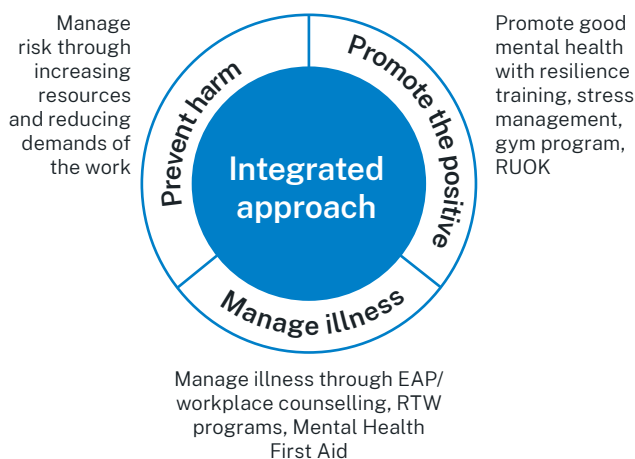 Manage
risk through
increasing
resources
and reducing
demands of
the work
Prevent harm
Promote the positive
Promote good
mental health
with resilience
training, stress
management,
gym program,
RUOK
Integrated
approach
Manage illness
Manage illness through EAP/
workplace counselling, RTW
programs, Mental Health
First Aid